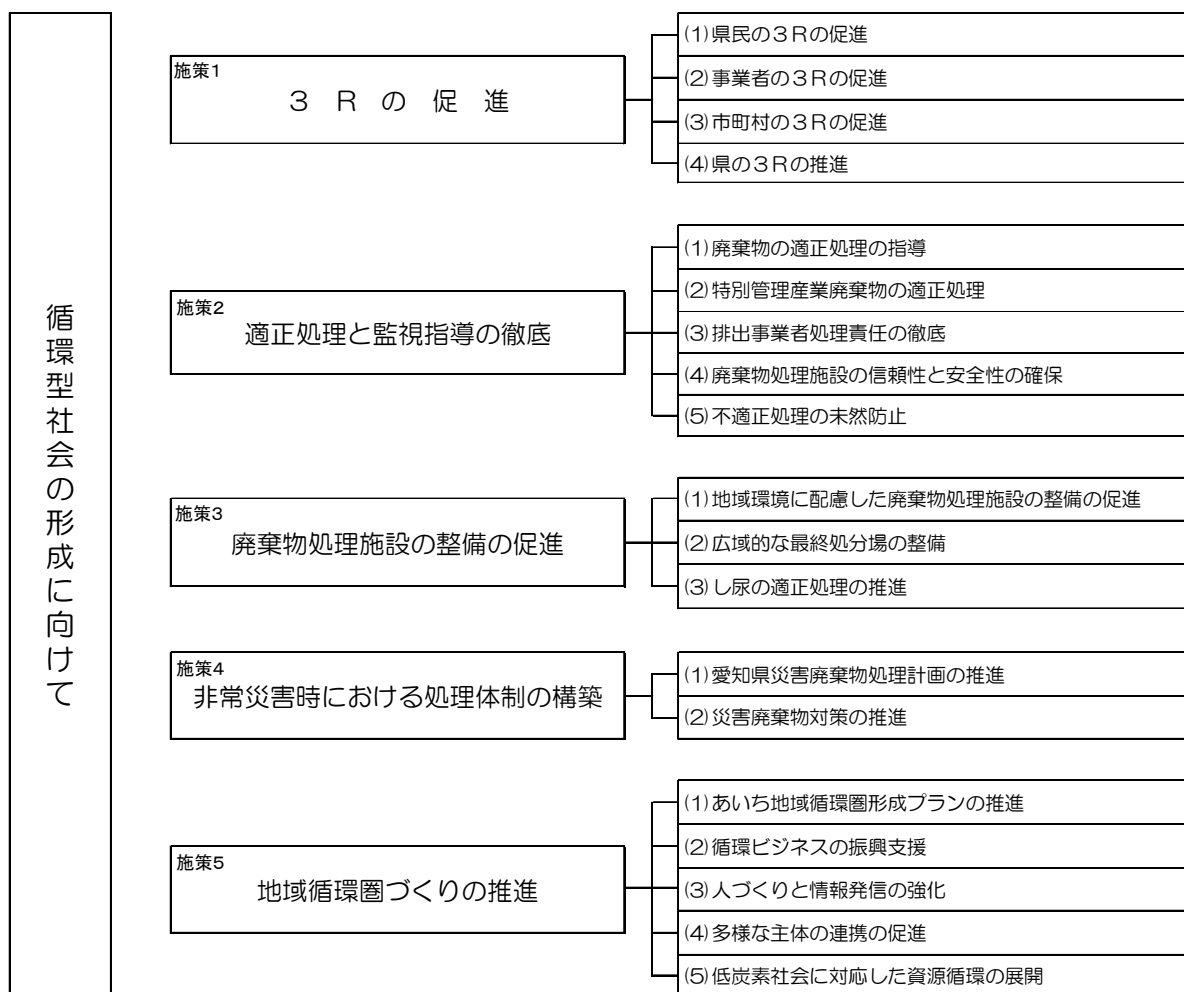 循環型社会の形成に向けて
施策1
３Ｒの促進
(1)県民の３Ｒの促進
(2)事業者の３Ｒの促進
(3)市町村の３Ｒの促進
(4)県の３Ｒの推進
施策2
適正処理と監視指導の徹底
(1)廃棄物の適正処理の指導
(2)特別管理産業廃棄物の適正処理
(3)排出事業者処理責任の徹底
(4)廃棄物処理施設の信頼性と安全性の確保
(5)不適正処理の未然防止
施策3
廃棄物処理施設の整備の促進
(1)地域環境に配慮した廃棄物処理施設の整備の促進
(2)広域的な最終処分場の整備
(3)し尿の適正処理の推進
施策4
非常災害時における処理体制の構築
(1)愛知県災害廃棄物処理計画の推進
(2)災害廃棄物対策の推進
施策5
地域循環圏づくりの推進
(1)あいち地域循環圏形成プランの推進
(2)循環ビジネスの振興支援
(3)人づくりと情報発信の強化
(4)多様な主体の連携の促進
(5)低炭素社会に対応した資源循環の展開